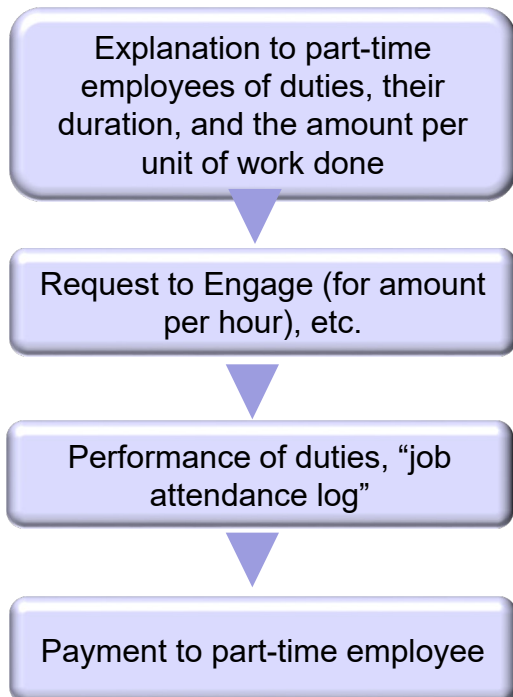 Explanation to part-time
employees of duties, their
duration, and the amount per
unit of work done
Request to Engage (for amount
per hour), etc.
Performance of duties, “job
attendance log”
Payment to part-time employee